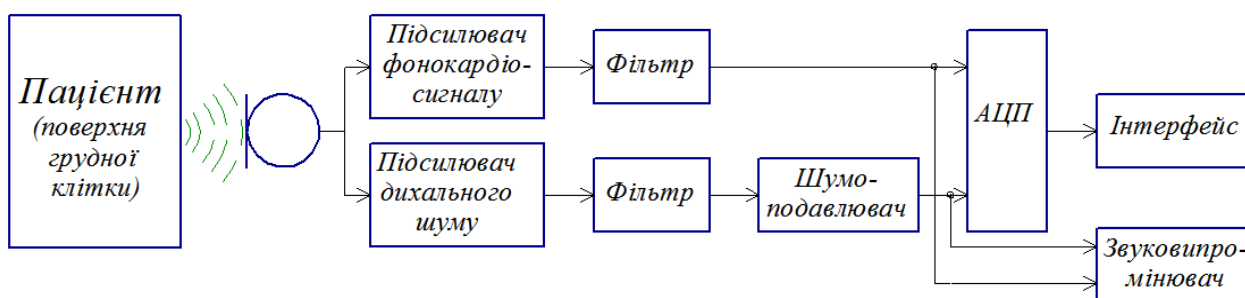 Пацієнт
(поверхня
грудної
клітки)
Підсилювач
фонокардіо-
сигналу
Фільтр
Підсилювач
дихального
шуму
Фільтр
Шумо-
подавлювач
АЦП
Інтерфейс
Звуковипро-
мінювач